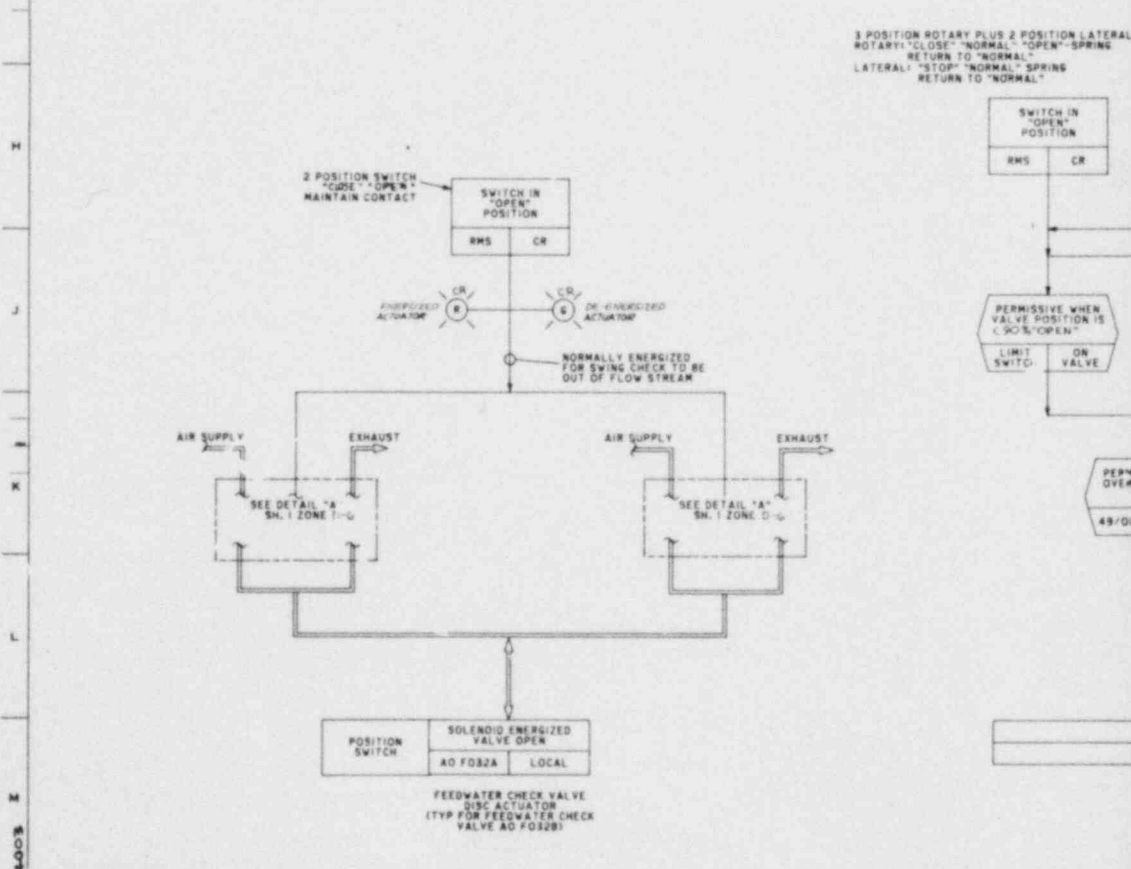 3 POSITION ROTARY PLUS 2 POSITION LATERAL
ROTARY: "CLOSE" "NORMAL" "OPEN"-SPRING
RETURN TO "NORMAL"
LATERAL: "STOP" "NORMAL" SPRING
RETURN TO "NORMAL"
SWITCH IN
"OPEN"
POSITION
RMS CR
H
2 POSITION SWITCH
"CLOSE" "OPEN"
MAINTAIN CONTACT
SWITCH IN
"OPEN"
POSITION
RMS CR
J
ENERGIZED
ACTUATOR
CR
R
CR
G
DE-ENERGIZED
ACTUATOR
PERMISSIVE WHEN
VALVE POSITION IS
<90% "OPEN"
LIMIT
ON
VALVE
NORMALLY ENERGIZED
FOR SWING CHECK TO BE
OUT OF FLOW STREAM
AIR SUPPLY
EXHAUST
AIR SUPPLY
EXHAUST
K
SEE DETAIL "A"
SH. 1 ZONE
SEE DETAIL "A"
SH. 1 ZONE
L
POSITION
SWITCH
SOLENOID ENERGIZED
VALVE OPEN
AO F032A LOCAL
M
FEEDWATER CHECK VALVE
DISC ACTUATOR
(TYP FOR FEEDWATER CHECK
VALVE AO F032B)